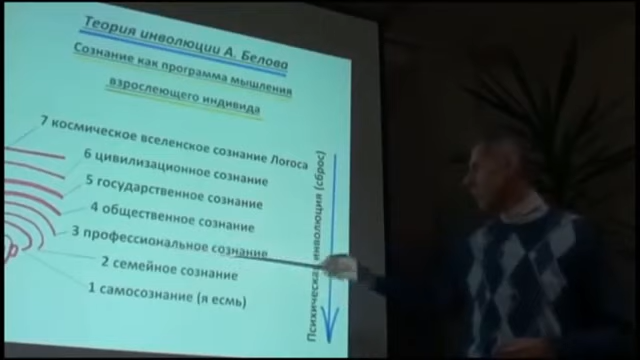 Теория инволюции А. Белова
Сознание как программа мышления
взрослеющего индивида
7 космическое вселенское сознание Логоса
6 цивилизационное сознание
5 государственное сознание
4 общественное сознание
3 профессиональное сознание
2 семейное сознание
1 самосознание (я есмь)
Психическая инволюция (сброс)